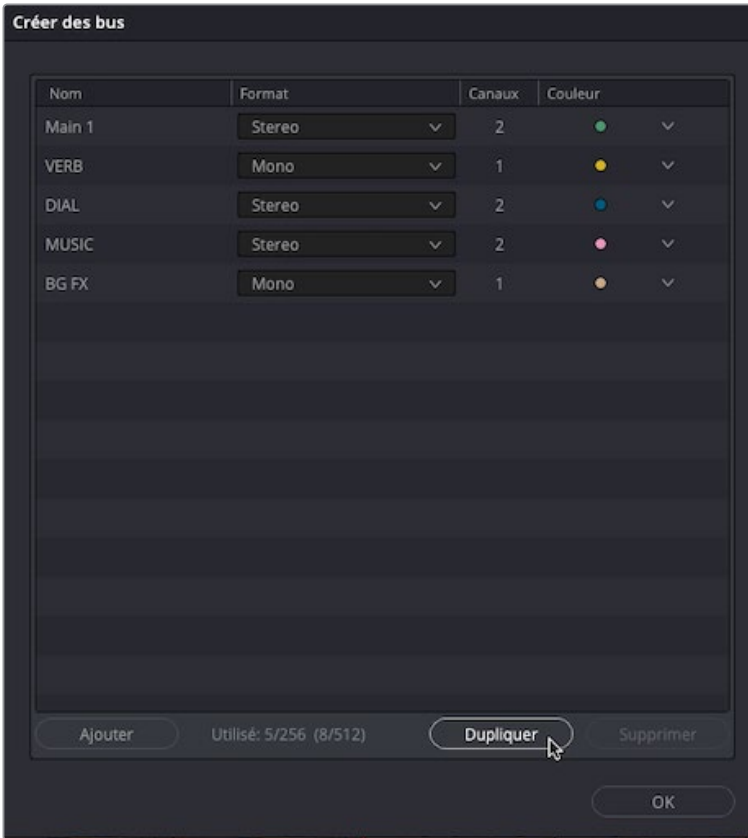 Créer des bus
Nom Format Canaux Couleur
Main 1 Stereo 2
VERB Mono 1
DIAL Stereo 2
MUSIC Stereo 2
BG FX Mono 1
Ajouter Utilisé: 5/256 (8/512) Dupliquer Supprimer
OK